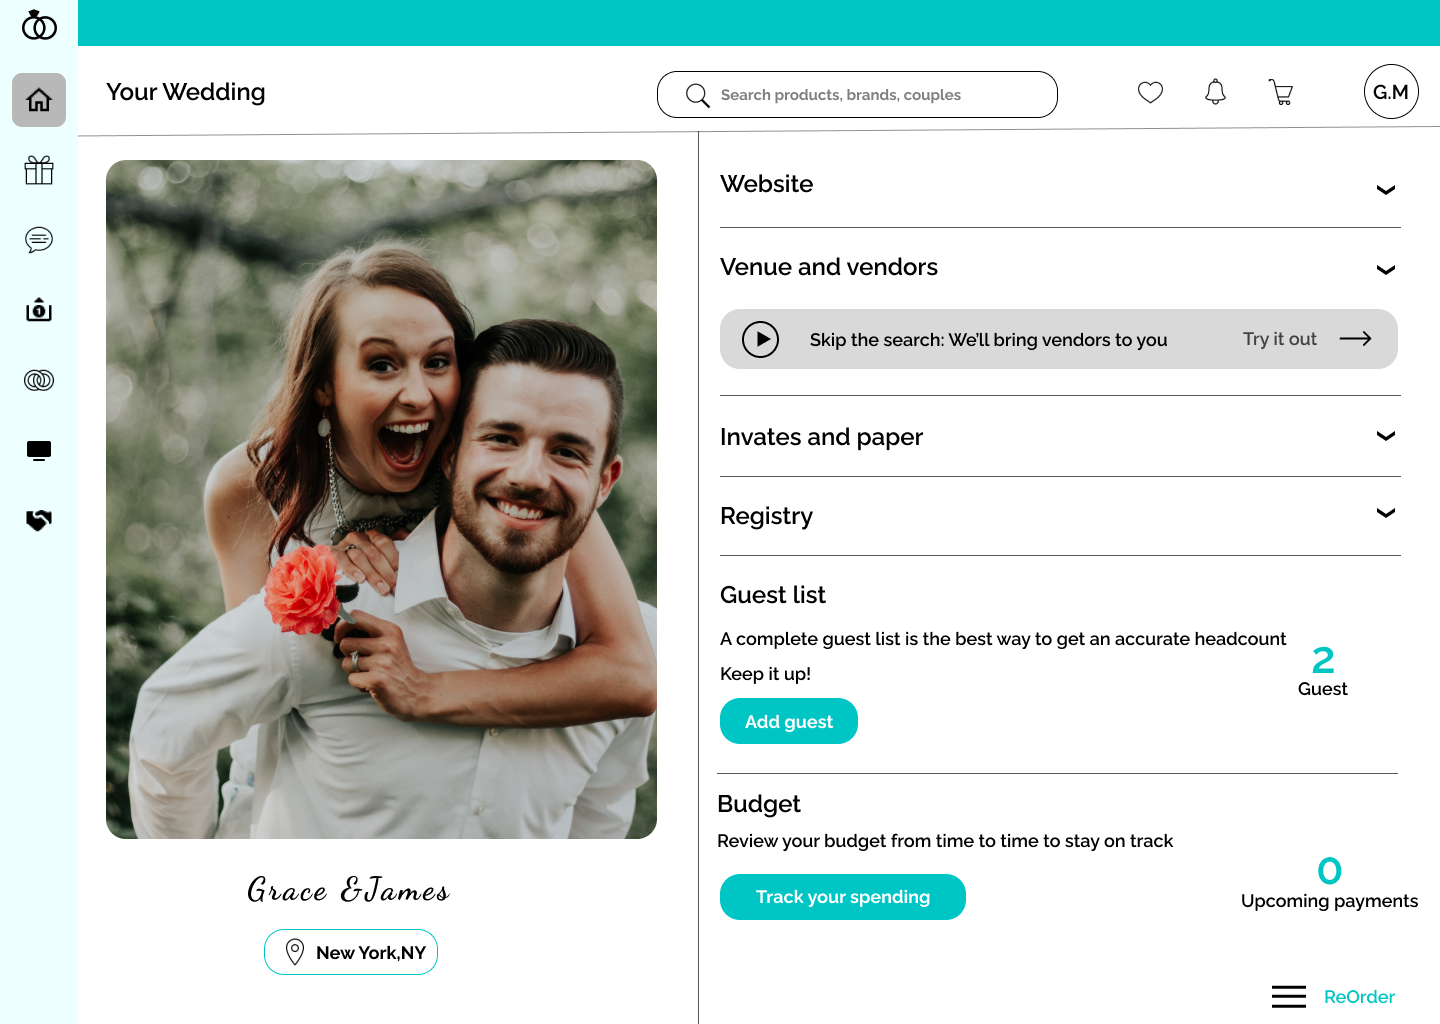 Your Wedding
Search products, brands, couples
G.M
Website
Venue and vendors
Skip the search: We'll bring vendors to you
Try it out
Invates and paper
Registry
Guest list
A complete guest list is the best way to get an accurate headcount
Keep it up!
2
Guest
Add guest
Budget
Review your budget from time to time to stay on track
0
Upcoming payments
Track your spending
Grace &James
New York,NY
ReOrder
1